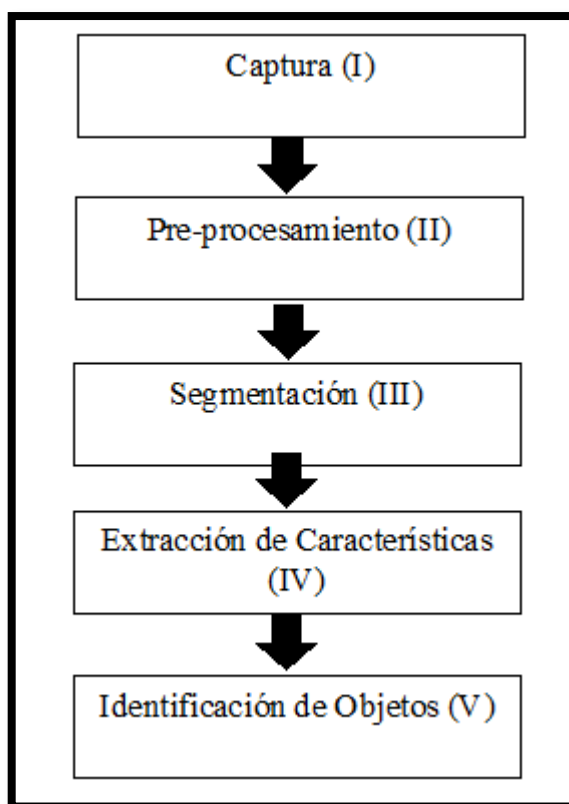 Captura (I)
Pre-procesamiento (II)
Segmentación (III)
Extracción de Características
(IV)
Identificación de Objetos (V)